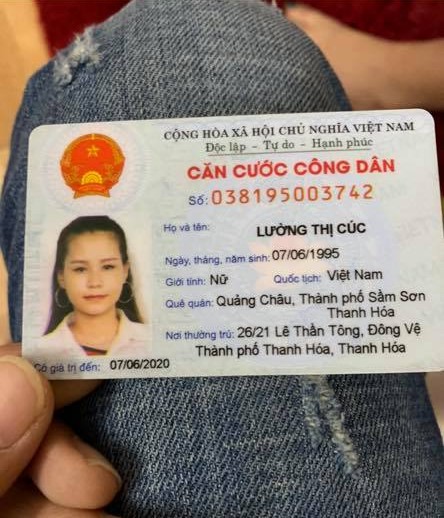 CỘNG HÒA XÃ HỘI CHỦ NGHĨA VIỆT NAM
Độc lập - Tự do - Hạnh phúc
CĂN CƯỚC CÔNG DÂN
Số: 038195003742
Họ và tên:
LƯỜNG THỊ CÚC
Ngày, tháng, năm sinh: 07/06/1995
Giới tính: Nữ Quốc tịch: Việt Nam
Quê quán: Quảng Châu, Thành phố Sầm Sơn
Thanh Hóa
Nơi thường trú: 26/21 Lê Thần Tông, Đông Vệ
Thành phố Thanh Hóa, Thanh Hóa
Có giá trị đến: 07/06/2020